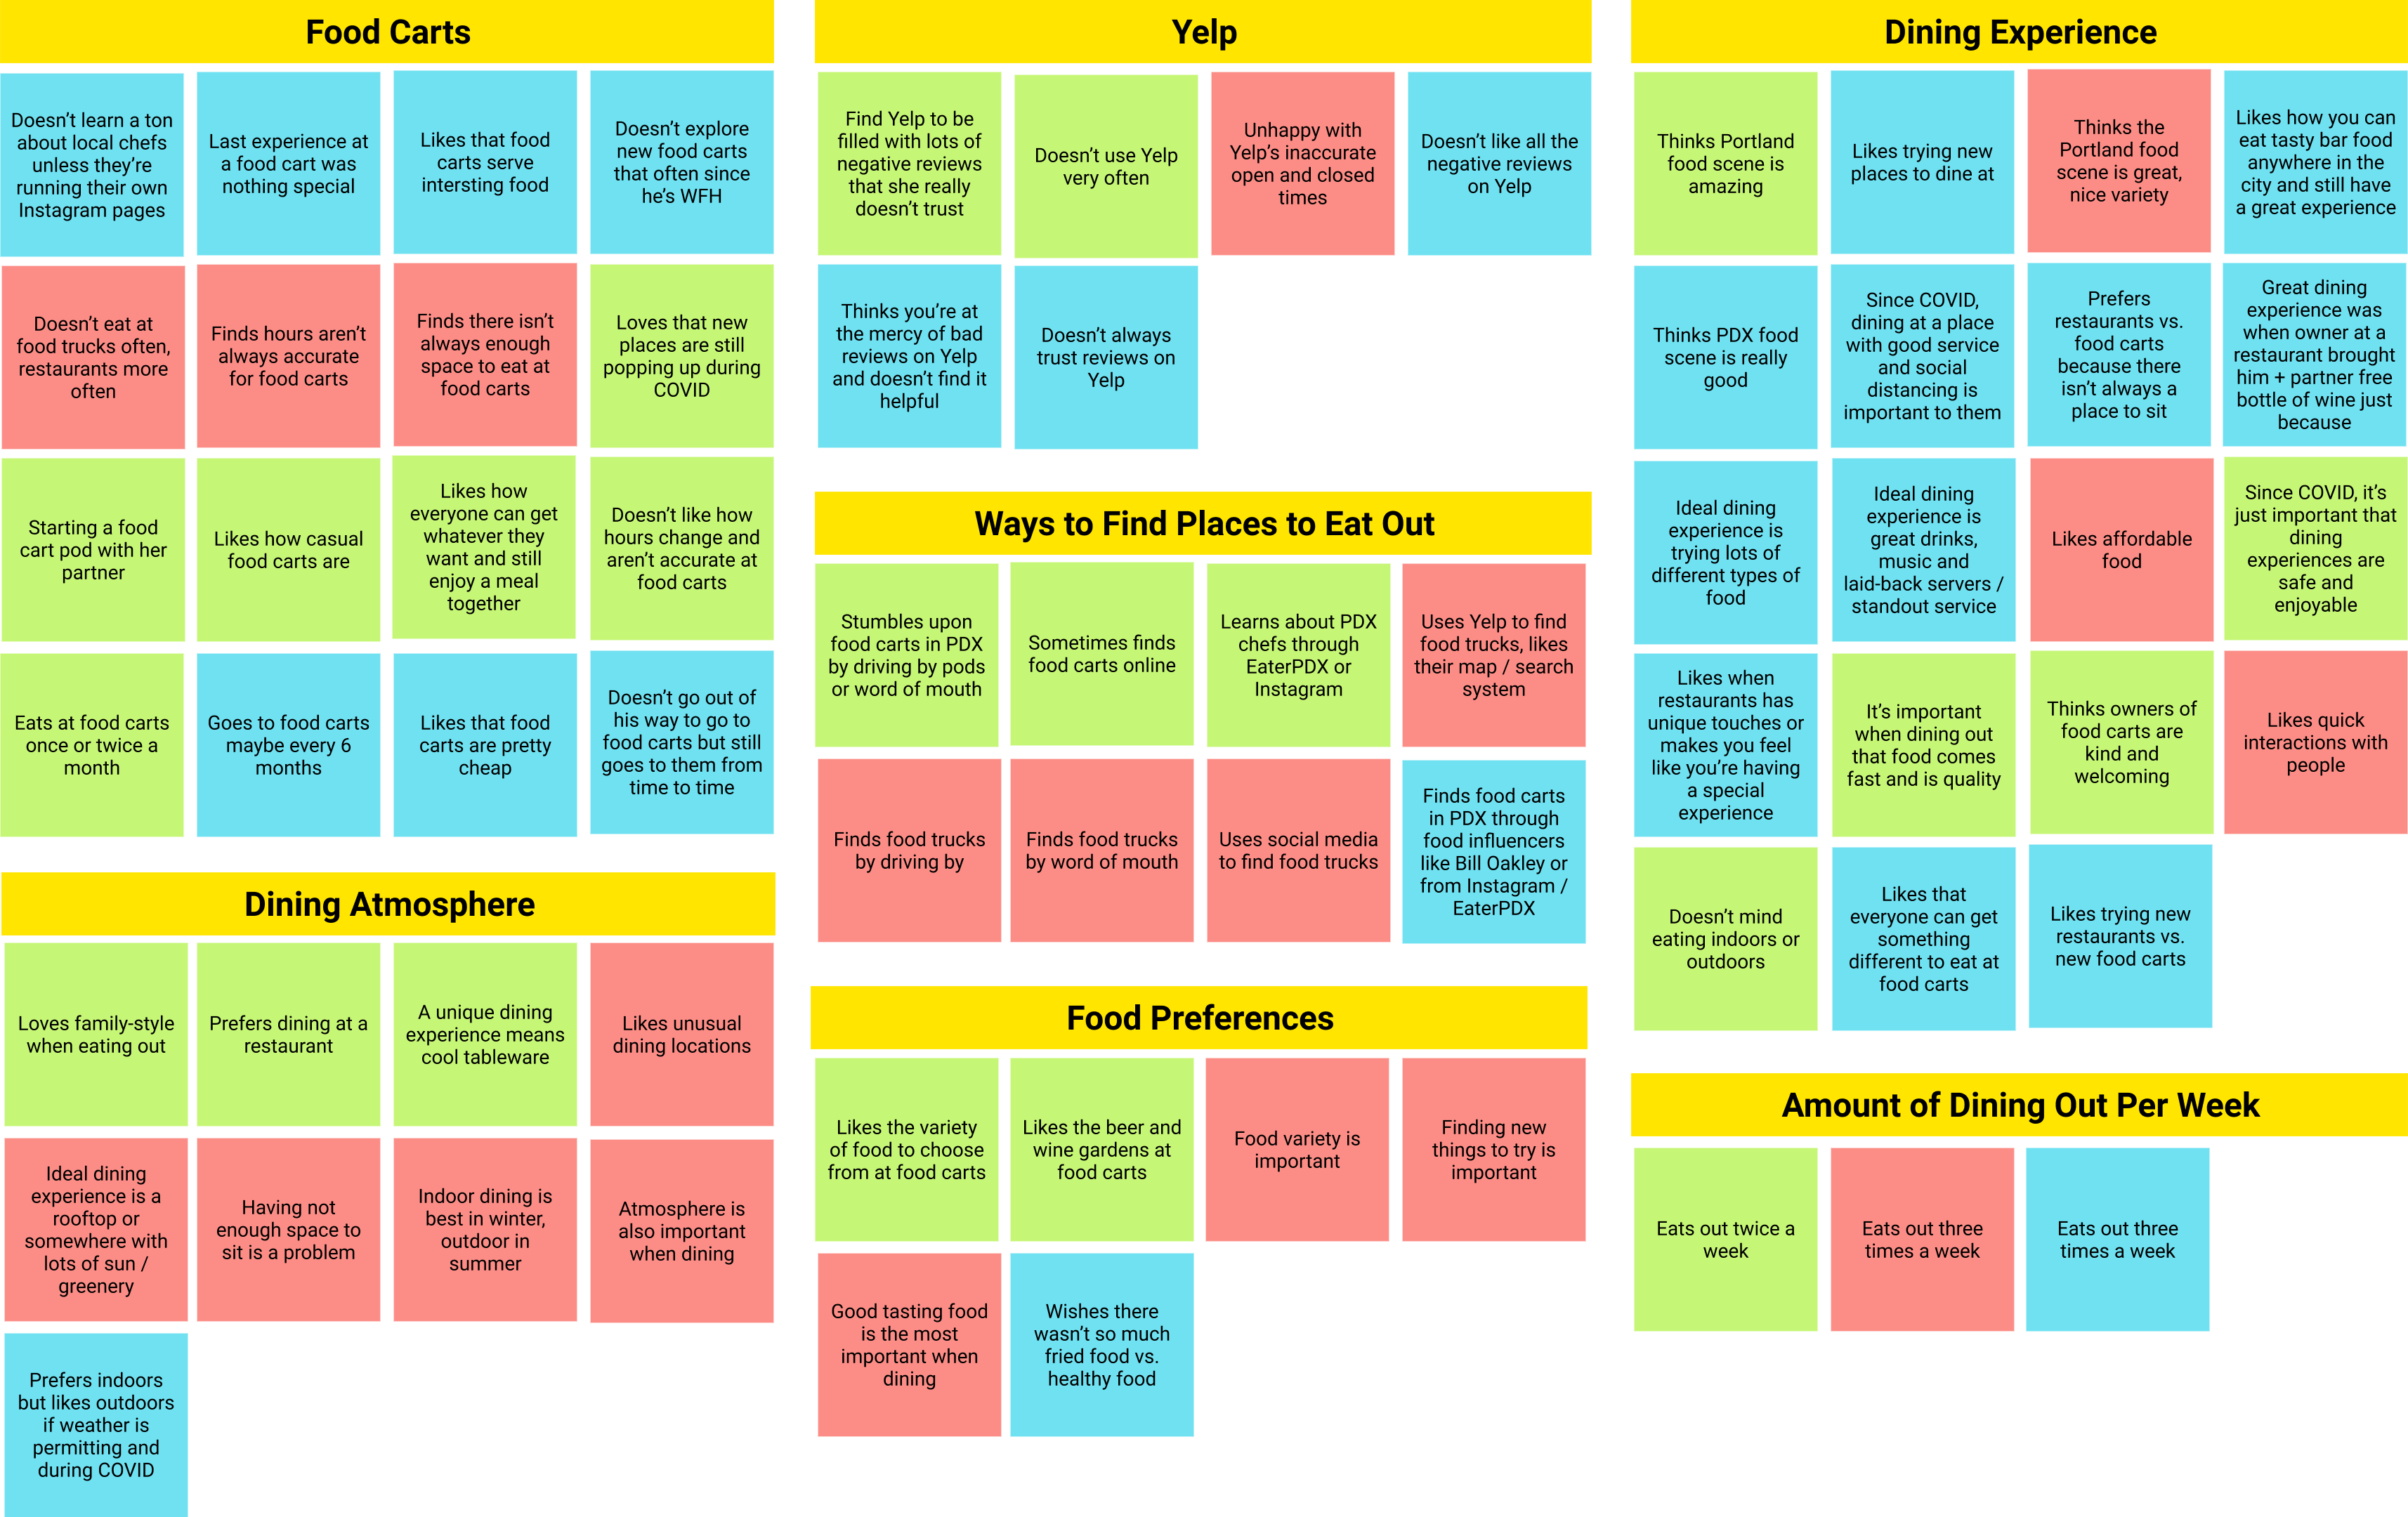 Food Carts
Doesn’t learn a ton
about local chefs
unless they’re
running their own
Instagram pages
Last experience at
a food cart was
nothing special
Likes that food
carts serve
intersting food
Doesn’t explore
new food carts
that often since
he’s WFH
Doesn’t eat at
food trucks often,
restaurants more
often
Finds hours aren’t
always accurate
for food carts
Finds there isn’t
always enough
space to eat at
food carts
Loves that new
places are still
popping up during
COVID
Starting a food
cart pod with her
partner
Likes how casual
food carts are
Likes how
everyone can get
whatever they
want and still
enjoy a meal
together
Doesn’t like how
hours change and
aren’t accurate at
food carts
Eats at food carts
once or twice a
month
Goes to food carts
maybe every 6
months
Likes that food
carts are pretty
cheap
Doesn’t go out of
his way to go to
food carts but still
goes to them from
time to time
Dining Atmosphere
Loves family-style
when eating out
Prefers dining at a
restaurant
A unique dining
experience means
cool tableware
Likes unusual
dining locations
Ideal dining
experience is a
rooftop or
somewhere with
lots of sun /
greenery
Having not
enough space to
sit is a problem
Indoor dining is
best in winter,
outdoor in
summer
Atmosphere is
also important
when dining
Prefers indoors
but likes outdoors
if weather is
permitting and
during COVID
Yelp
Find Yelp to be
filled with lots of
negative reviews
that she really
doesn’t trust
Doesn’t use Yelp
very often
Unhappy with
Yelp’s inaccurate
open and closed
times
Doesn’t like all the
negative reviews
on Yelp
Thinks you’re at
the mercy of bad
reviews on Yelp
and doesn’t find it
helpful
Doesn’t always
trust reviews on
Yelp
Ways to Find Places to Eat Out
Stumbles upon
food carts in PDX
by driving by pods
or word of mouth
Sometimes finds
food carts online
Learns about PDX
chefs through
EaterPDX or
Instagram
Uses Yelp to find
food trucks, likes
their map / search
system
Finds food trucks
by driving by
Finds food trucks
by word of mouth
Uses social media
to find food trucks
Finds food carts
in PDX through
food influencers
like Bill Oakley or
from Instagram /
EaterPDX
Food Preferences
Likes the variety
of food to choose
from at food carts
Likes the beer and
wine gardens at
food carts
Food variety is
important
Finding new
things to try is
important
Good tasting food
is the most
important when
dining
Wishes there
wasn’t so much
fried food vs.
healthy food
Dining Experience
Thinks Portland
food scene is
amazing
Likes trying new
places to dine at
Thinks the
Portland food
scene is great,
nice variety
Likes how you can
eat tasty bar food
anywhere in the
city and still have
a great experience
Thinks PDX food
scene is really
good
Since COVID,
dining at a place
with good service
and social
distancing is
important to them
Prefers
restaurants vs.
food carts
because there
isn’t always a
place to sit
Great dining
experience was
when owner at a
restaurant brought
him + partner free
bottle of wine just
because
Ideal dining
experience is
trying lots of
different types of
food
Ideal dining
experience is
great drinks,
music and
laid-back servers /
standout service
Likes affordable
food
Since COVID, it’s
just important that
dining
experiences are
safe and
enjoyable
Likes when
restaurants has
unique touches or
makes you feel
like you’re having
a special
experience
It’s important
when dining out
that food comes
fast and is quality
Thinks owners of
food carts are
kind and
welcoming
Likes quick
interactions with
people
Doesn’t mind
eating indoors or
outdoors
Likes that
everyone can get
something
different to eat at
food carts
Likes trying new
restaurants vs.
new food carts
Amount of Dining Out Per Week
Eats out twice a
week
Eats out three
times a week
Eats out three
times a week